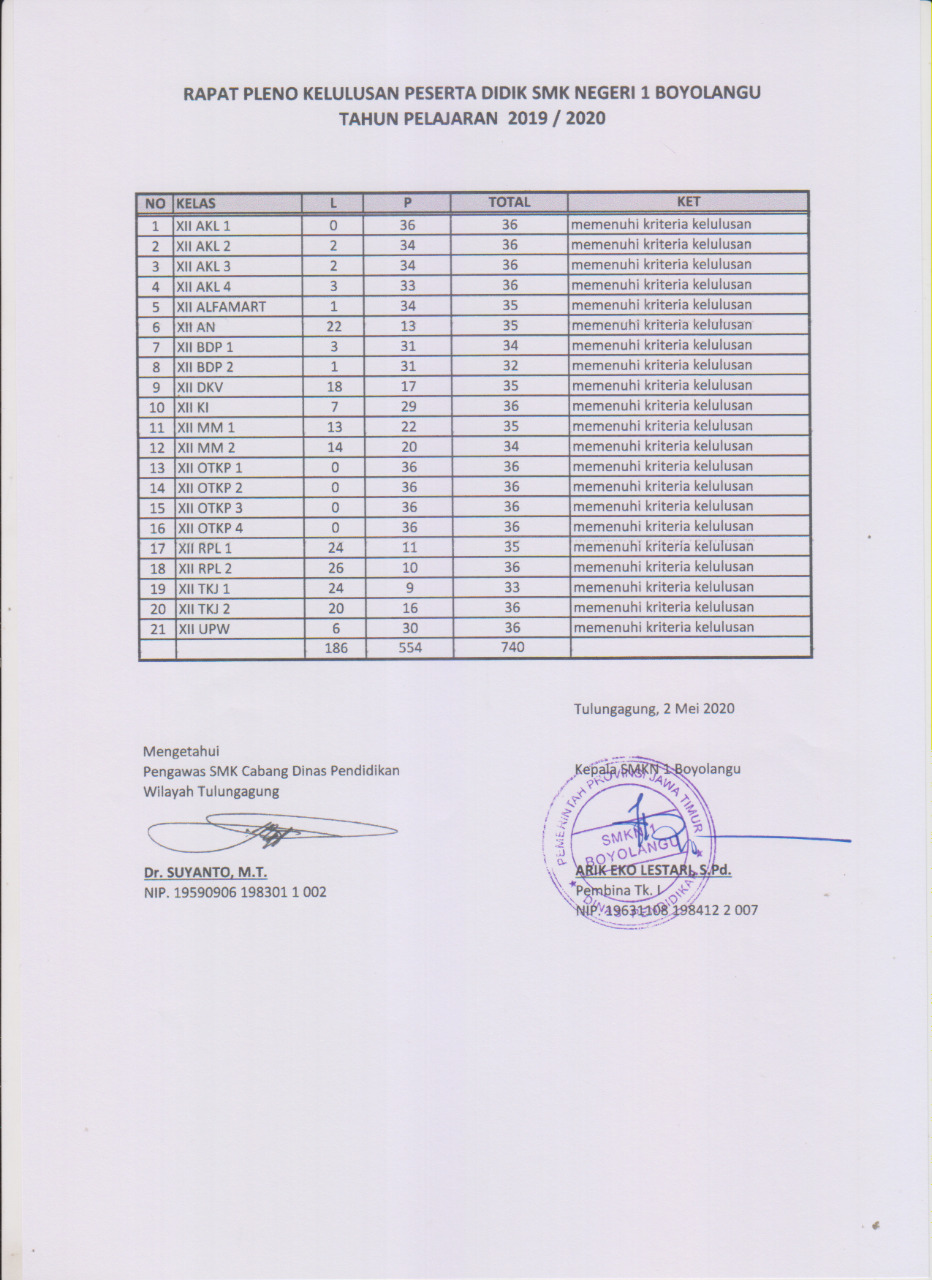 RAPAT PLENO KELULUSAN PESERTA DIDIK SMK NEGERI 1 BOYOLANGU
TAHUN PELAJARAN 2019 / 2020
NO KELAS L P TOTAL KET
1 XII AKL 1 0 36 36 memenuhi kriteria kelulusan
2 XII AKL 2 2 34 36 memenuhi kriteria kelulusan
3 XII AKL 3 2 34 36 memenuhi kriteria kelulusan
4 XII AKL 4 3 33 36 memenuhi kriteria kelulusan
5 XII ALFAMART 1 34 35 memenuhi kriteria kelulusan
6 XII AN 22 13 35 memenuhi kriteria kelulusan
7 XII BDP 1 3 31 34 memenuhi kriteria kelulusan
8 XII BDP 2 1 31 32 memenuhi kriteria kelulusan
9 XII DKV 18 17 35 memenuhi kriteria kelulusan
10 XII KI 7 29 36 memenuhi kriteria kelulusan
11 XII MM 1 13 22 35 memenuhi kriteria kelulusan
12 XII MM 2 14 20 34 memenuhi kriteria kelulusan
13 XII OTKP 1 0 36 36 memenuhi kriteria kelulusan
14 XII OTKP 2 0 36 36 memenuhi kriteria kelulusan
15 XII OTKP 3 0 36 36 memenuhi kriteria kelulusan
16 XII OTKP 4 0 36 36 memenuhi kriteria kelulusan
17 XII RPL 1 24 11 35 memenuhi kriteria kelulusan
18 XII RPL 2 26 10 36 memenuhi kriteria kelulusan
19 XII TKJ 1 24 9 33 memenuhi kriteria kelulusan
20 XII TKJ 2 20 16 36 memenuhi kriteria kelulusan
21 XII UPW 6 30 36 memenuhi kriteria kelulusan
186 554 740
Tulungagung, 2 Mei 2020
Mengetahui
Pengawas SMK Cabang Dinas Pendidikan
Wilayah Tulungagung
Dr. SUYANTO, M.T.
NIP. 19590906 198301 1 002
Kepala SMKN 1 Boyolangu
PEMERINTAH PROVINSI JAWA TIMUR
SMKN 1
BOYOLANGU
DINAS PENDIDIKAN
ARIK EKO LESTARI, S.Pd.
Pembina Tk. I
NIP. 19631108 198412 2 007